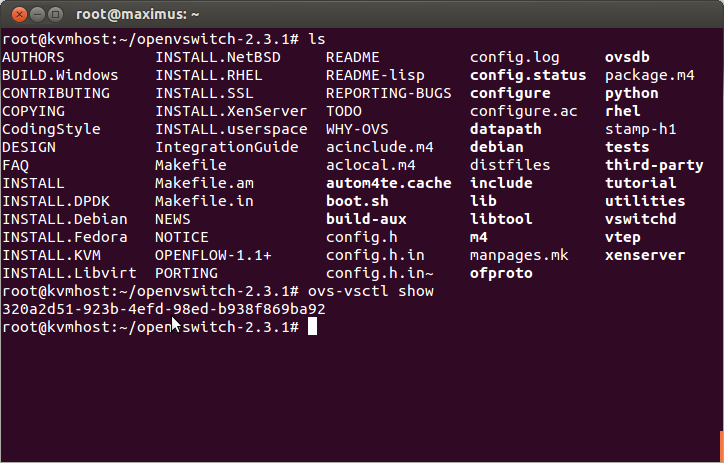 root@maximus: ~
root@kvmhost:~/openvswitch-2.3.1# ls
AUTHORS INSTALL.NetBSD README config.log ovsdb
BUILD.Windows INSTALL.RHEL README-lisp config.status package.m4
CONTRIBUTING INSTALL.SSL REPORTING-BUGS configure python
COPYING INSTALL.XenServer TODO configure.ac rhel
CodingStyle INSTALL.userspace WHY-OVS datapath stamp-h1
DESIGN IntegrationGuide acinclude.m4 debian tests
FAQ Makefile aclocal.m4 distfiles third-party
INSTALL Makefile.am autom4te.cache include tutorial
INSTALL.DPDK Makefile.in boot.sh lib utilities
INSTALL.Debian NEWS build-aux libtool vswitchd
INSTALL.Fedora NOTICE config.h m4 vtep
INSTALL.KVM OPENFLOW-1.1+ config.h.in manpages.mk xenserver
INSTALL.Libvirt PORTING config.h.in~ ofproto
root@kvmhost:~/openvswitch-2.3.1# ovs-vsctl show
320a2d51-923b-4efd-98ed-b938f869ba92
root@kvmhost:~/openvswitch-2.3.1#